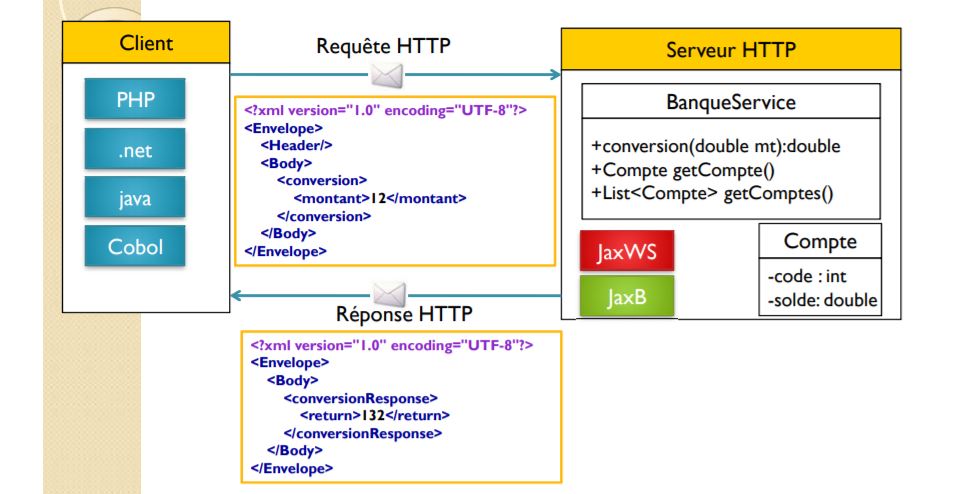 Client
PHP
.net
java
Cobol
Requête HTTP
<?xml version="1.0" encoding="UTF-8"?>
<Envelope>
<Header/>
<Body>
<conversion>
<montant>12</montant>
</conversion>
</Body>
</Envelope>
Réponse HTTP
<?xml version="1.0" encoding="UTF-8"?>
<Envelope>
<Body>
<conversionResponse>
<return>132</return>
</conversionResponse>
</Body>
</Envelope>
Serveur HTTP
BanqueService
+conversion(double mt):double
+Compte getCompte()
+List<Compte> getComptes()
JaxWS
JaxB
Compte
-code : int
-solde: double